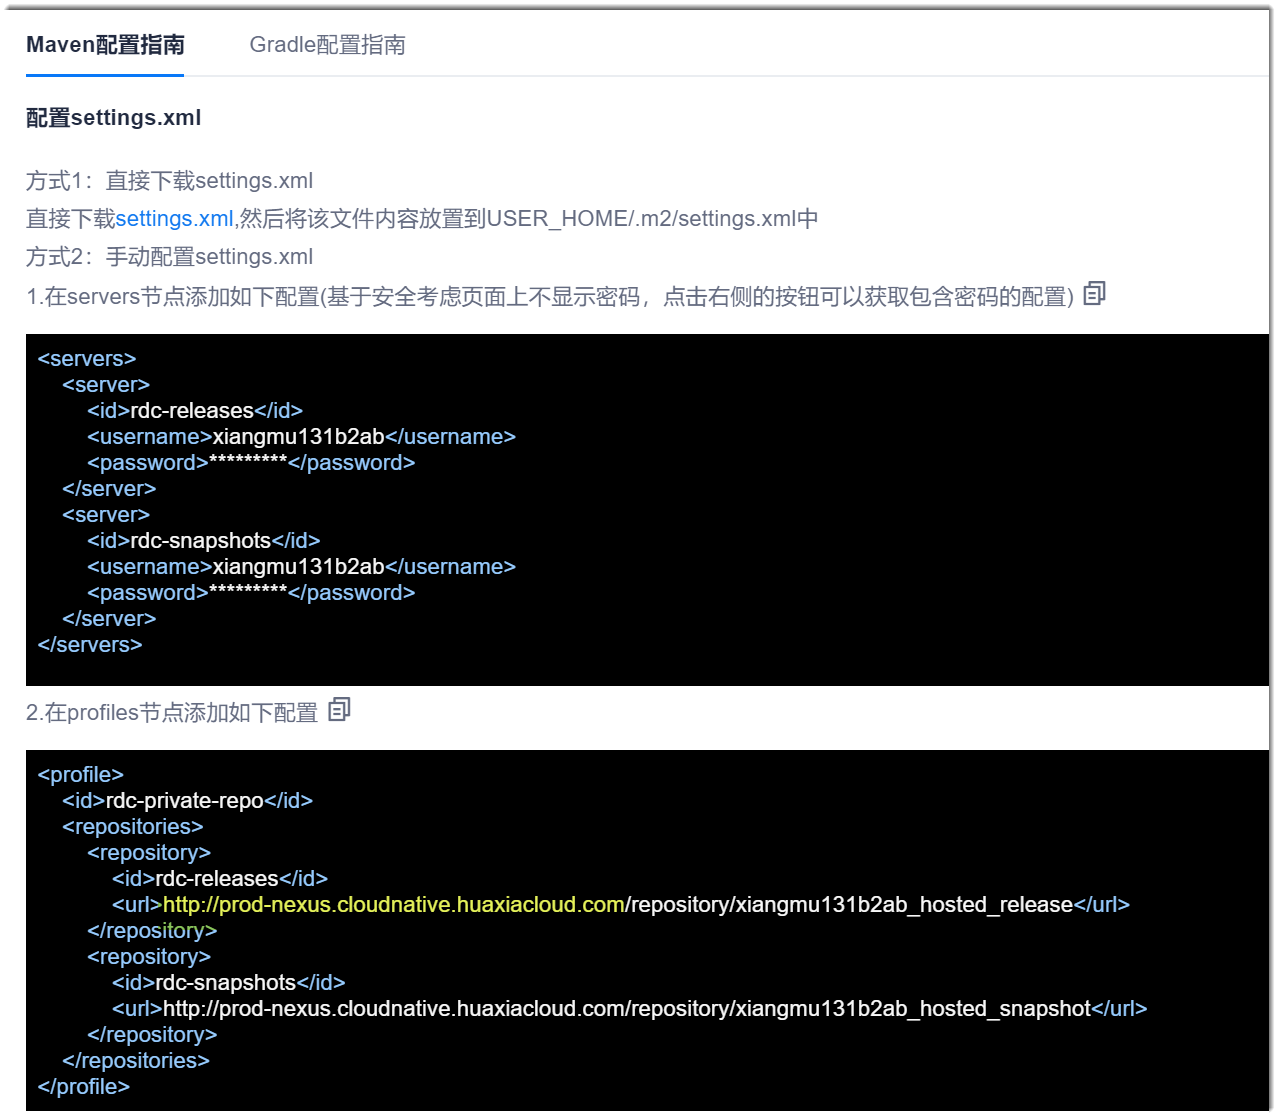 Maven配置指南 Gradle配置指南
配置settings.xml
方式1：直接下载settings.xml
直接下载settings.xml,然后将该文件内容放置到USER_HOME/.m2/settings.xml中
方式2：手动配置settings.xml
1.在servers节点添加如下配置(基于安全考虑页面上不显示密码，点击右侧的按钮可以获取包含密码的配置)
<servers>
<server>
<id>rdc-releases</id>
<username>xiangmu131b2ab</username>
<password>*********</password>
</server>
<server>
<id>rdc-snapshots</id>
<username>xiangmu131b2ab</username>
<password>*********</password>
</server>
</servers>
2.在profiles节点添加如下配置
<profile>
<id>rdc-private-repo</id>
<repositories>
<repository>
<id>rdc-releases</id>
<url>http://prod-nexus.cloudnative.huaxiacloud.com/repository/xiangmu131b2ab_hosted_release</url>
</repository>
<repository>
<id>rdc-snapshots</id>
<url>http://prod-nexus.cloudnative.huaxiacloud.com/repository/xiangmu131b2ab_hosted_snapshot</url>
</repository>
</repositories>
</profile>